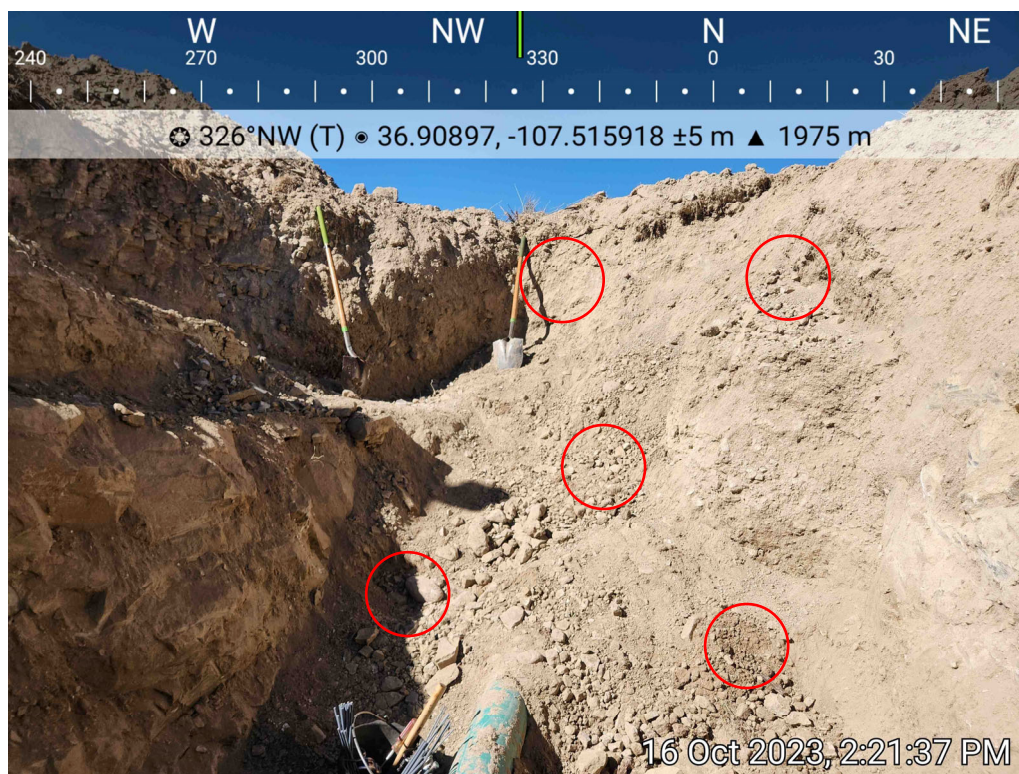 W NW N NE
240 270 300 330 0 30
326°NW (T) ◉ 36.90897, -107.515918 ±5 m ▲ 1975 m
16 Oct 2023, 2:21:37 PM